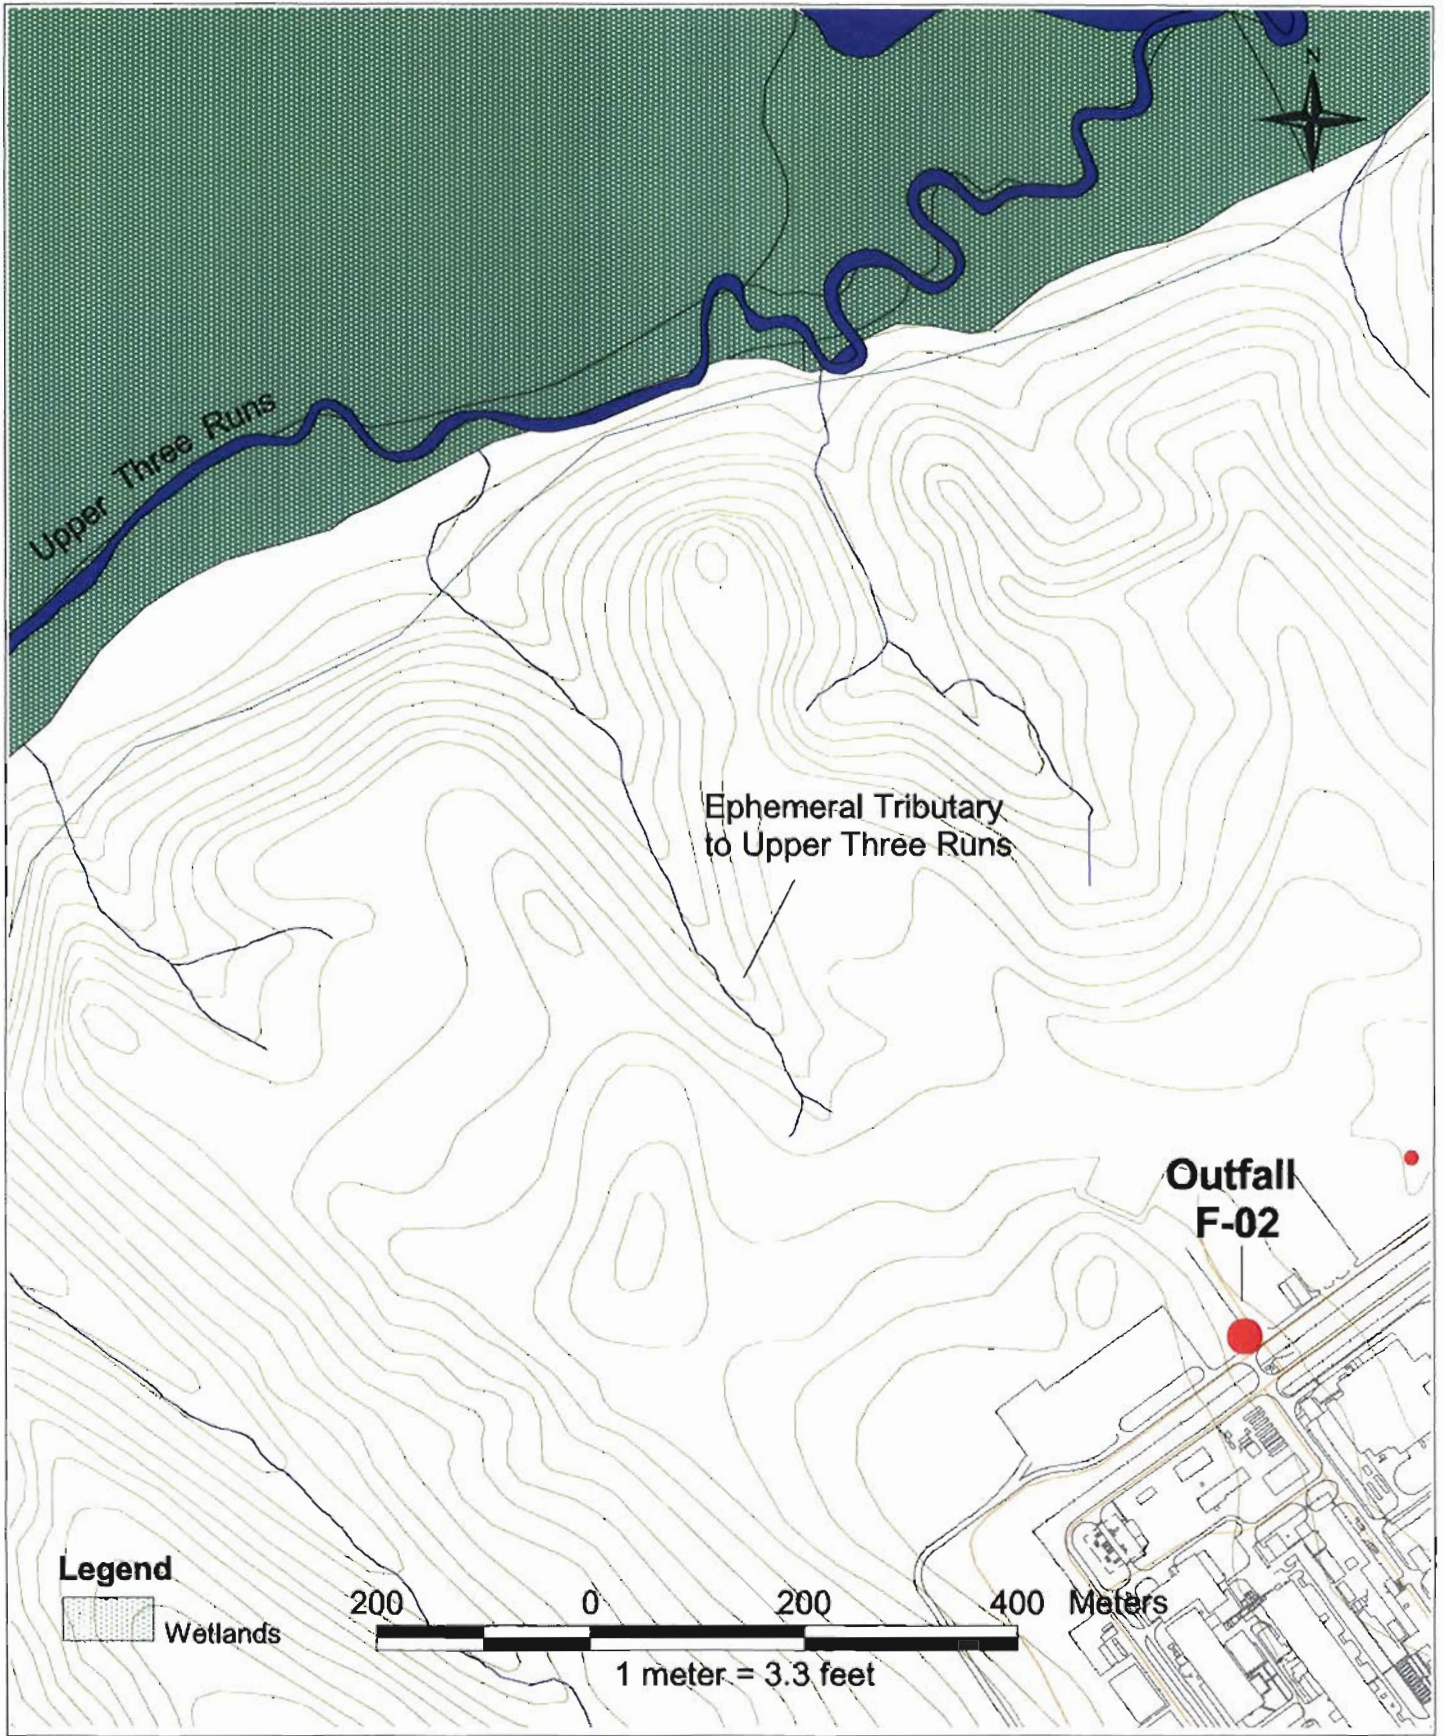 N
Upper Three Runs
Ephemeral Tributary
to Upper Three Runs
Outfall
F-02
Legend
Wetlands
200 0 200 400 Meters
1 meter = 3.3 feet